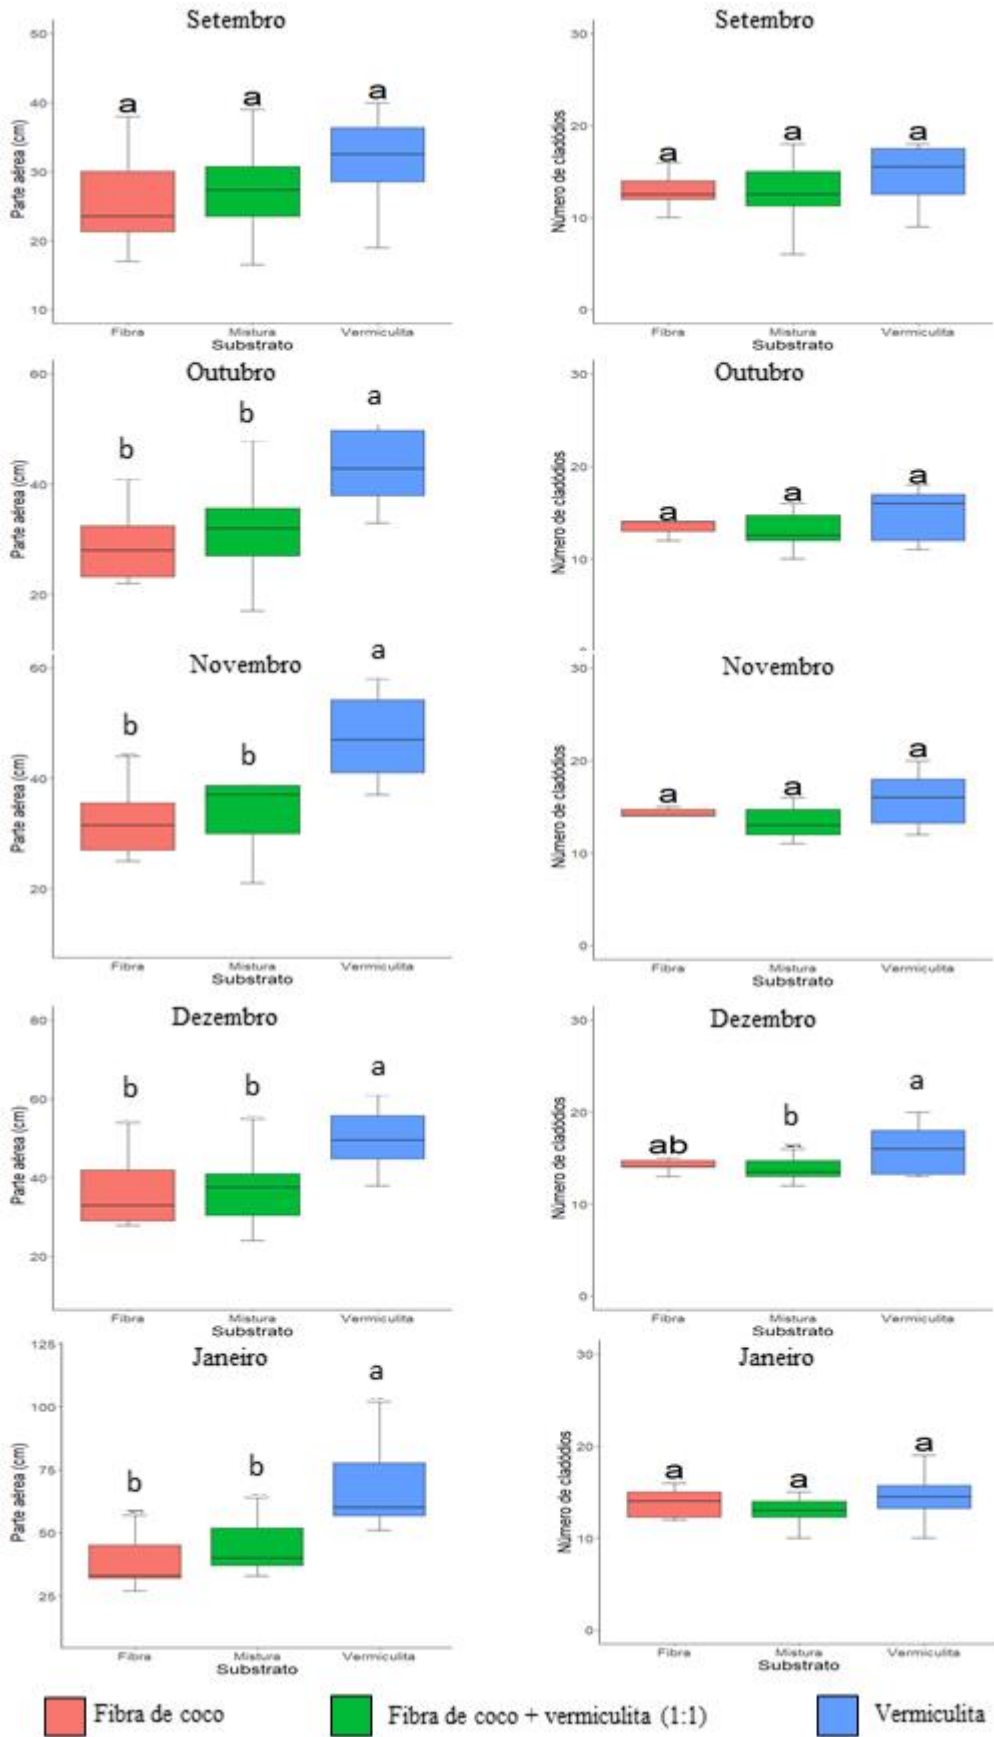 Setembro
50
40
30
20
10
Parte aérea (cm)
a a a
Fibra Mistura Vermiculita
Substrato
Setembro
30
20
10
0
Número de cladódios
a a a
Fibra Mistura Vermiculita
Substrato
Outubro
60
40
20
Parte aérea (cm)
b b a
Outubro
30
20
10
Número de cladódios
a a a
Novembro
60
40
20
Parte aérea (cm)
b b a
Fibra Mistura Vermiculita
Substrato
Novembro
30
20
10
0
Número de cladódios
a a a
Fibra Mistura Vermiculita
Substrato
Dezembro
80
60
40
20
Parte aérea (cm)
b b a
Fibra Mistura Vermiculita
Substrato
Dezembro
30
20
10
0
Número de cladódios
ab b a
Fibra Mistura Vermiculita
Substrato
Janeiro
125
100
75
50
25
Parte aérea (cm)
b b a
Fibra Mistura Vermiculita
Substrato
Janeiro
30
20
10
0
Número de cladódios
a a a
Fibra Mistura Vermiculita
Substrato
Fibra de coco Fibra de coco + vermiculita (1:1) Vermiculita